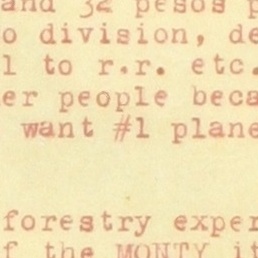 and 32 pesos p
o division, de
l to r.r. etc.
er people beca
want #1 plane
forestry exper
f the MONTY it